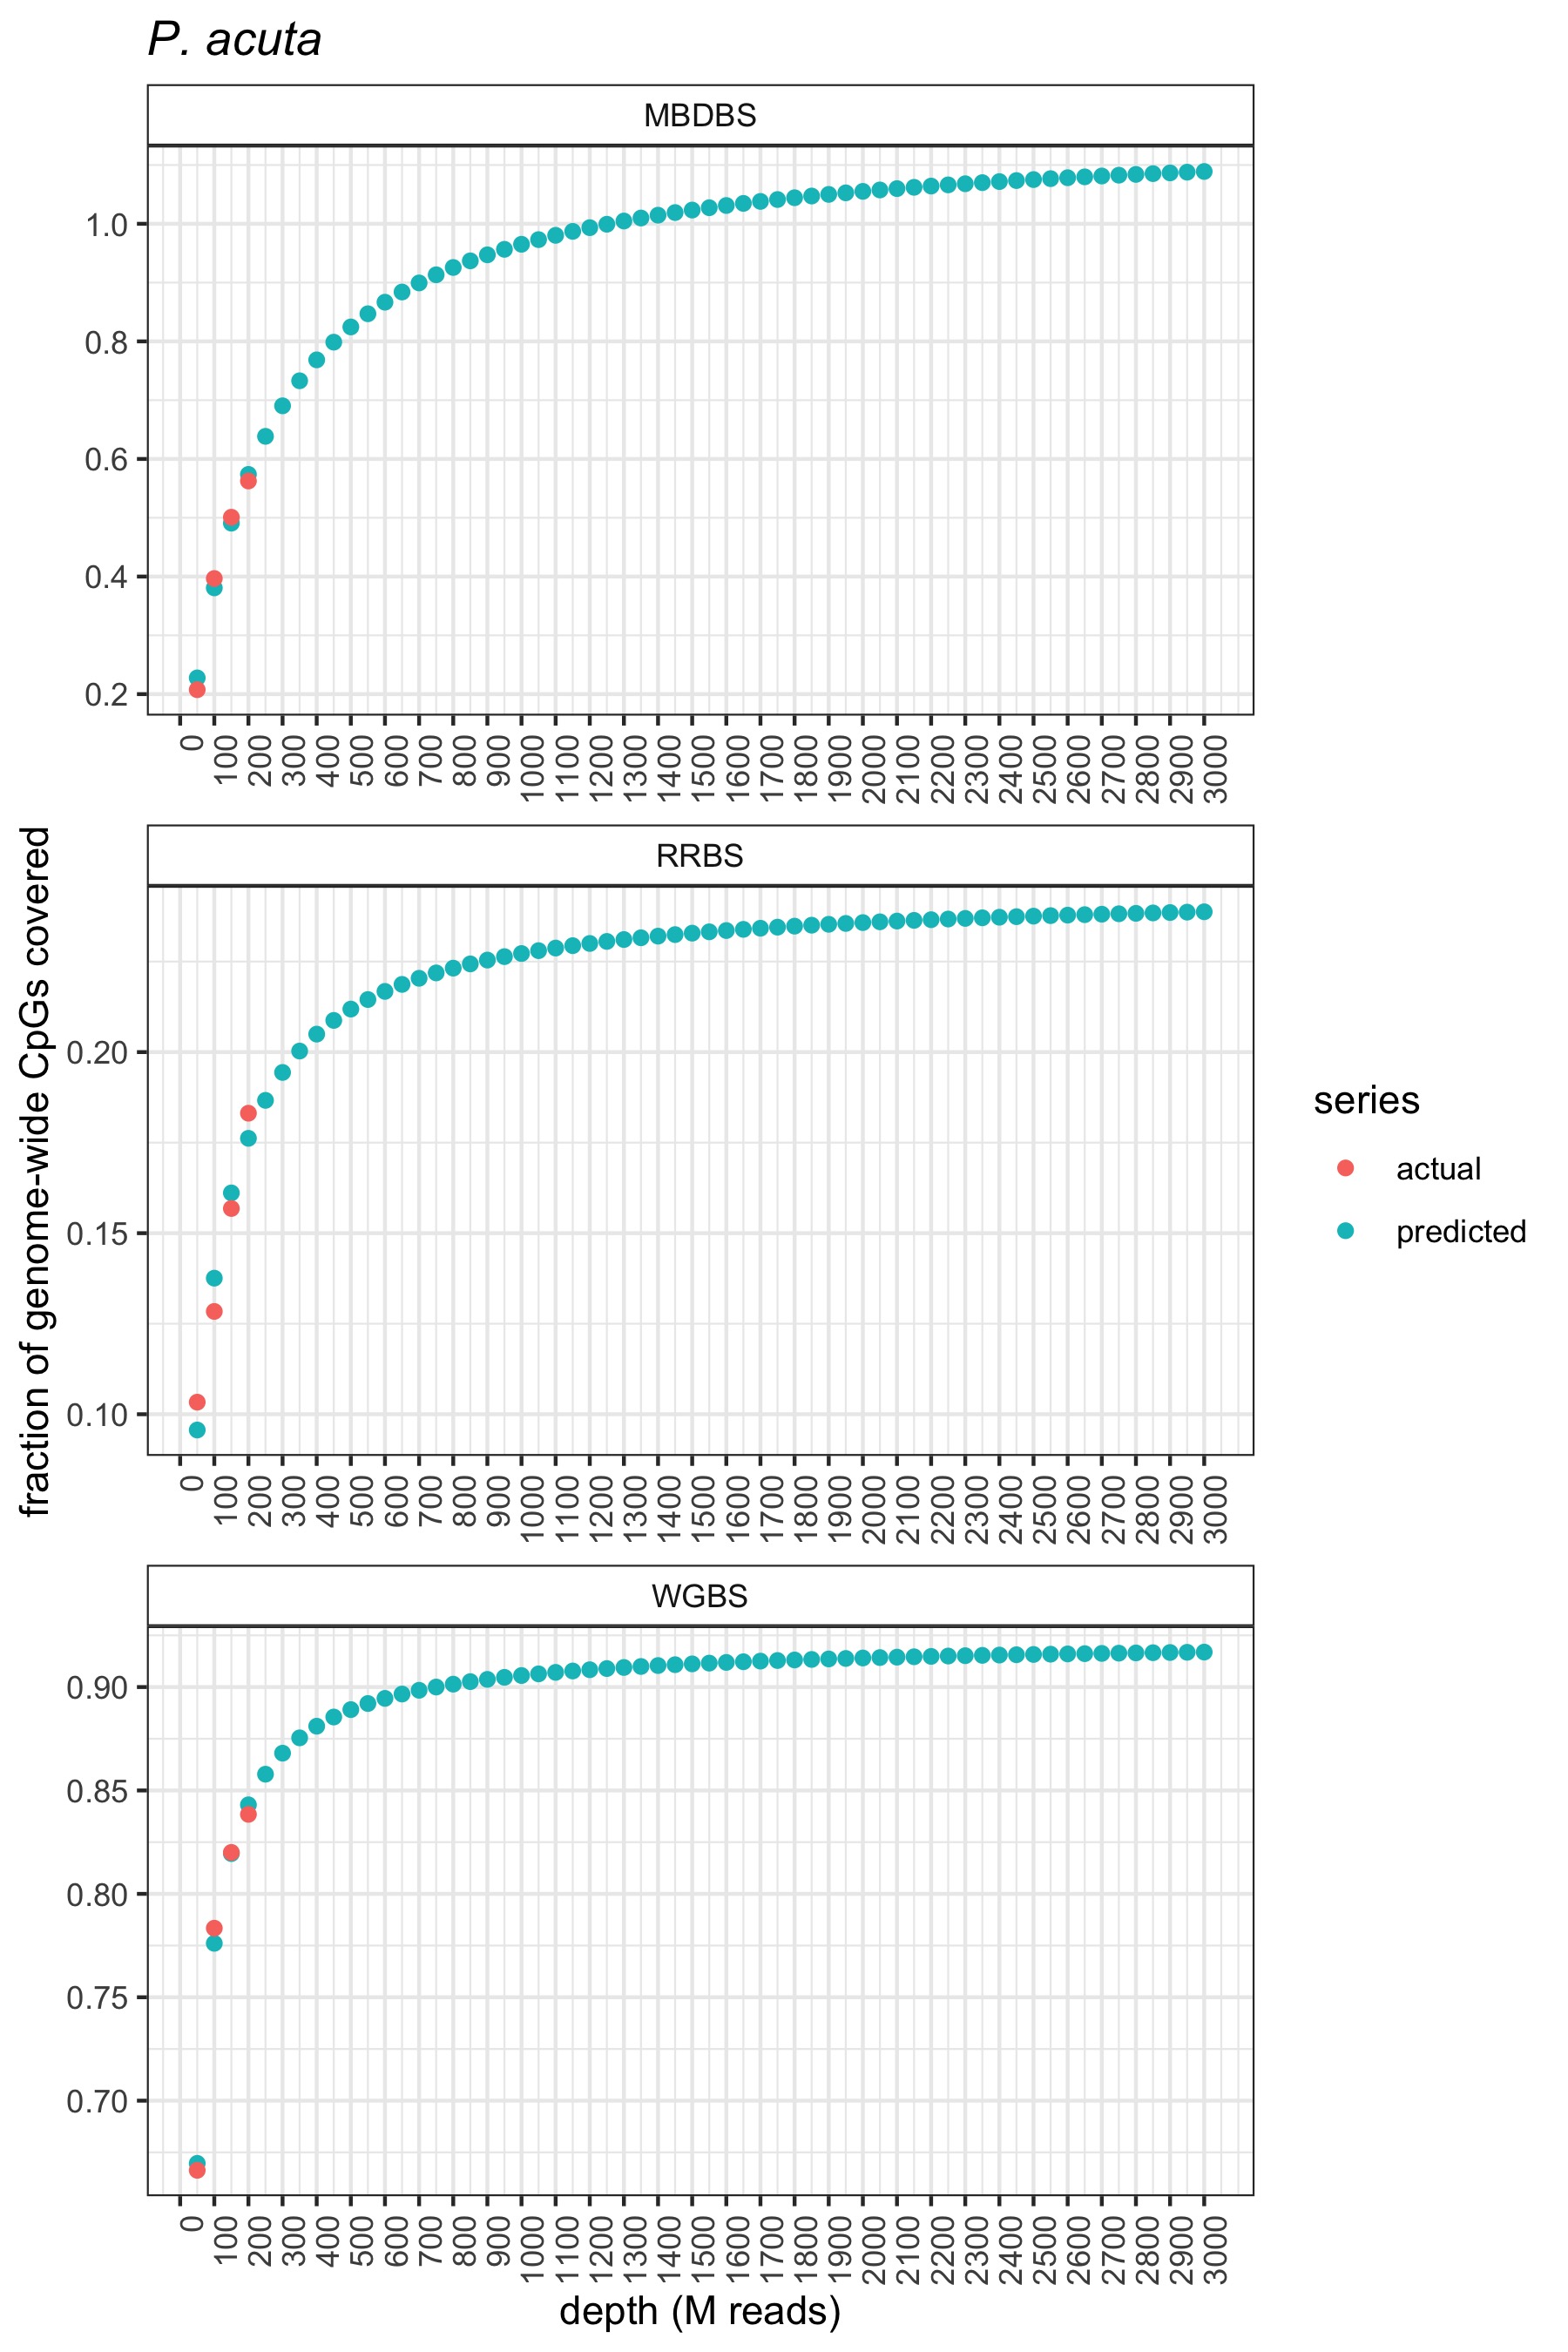 P. acuta
MBDBS
1.0
0.8
0.6
0.4
0.2
0 100 200 300 400 500 600 700 800 900 1000 1100 1200 1300 1400 1500 1600 1700 1800 1900 2000 2100 2200 2300 2400 2500 2600 2700 2800 2900 3000
fraction of genome-wide CpGs covered
RRBS
0.20
0.15
0.10
0 100 200 300 400 500 600 700 800 900 1000 1100 1200 1300 1400 1500 1600 1700 1800 1900 2000 2100 2200 2300 2400 2500 2600 2700 2800 2900 3000
WGBS
0.90
0.85
0.80
0.75
0.70
0 100 200 300 400 500 600 700 800 900 1000 1100 1200 1300 1400 1500 1600 1700 1800 1900 2000 2100 2200 2300 2400 2500 2600 2700 2800 2900 3000
depth (M reads)
series
actual
predicted